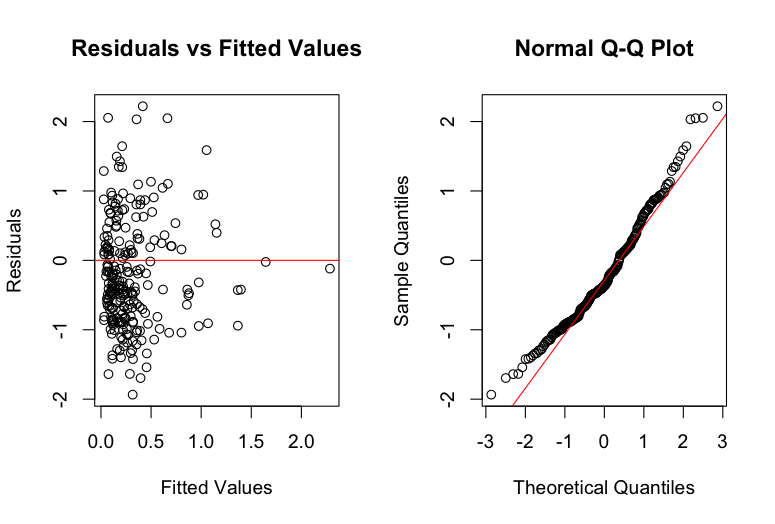 Residuals vs Fitted Values
Residuals
2
1
0
-1
-2
0.0 0.5 1.0 1.5 2.0
Fitted Values
Normal Q-Q Plot
Sample Quantiles
2
1
0
-1
-2
-3 -2 -1 0 1 2 3
Theoretical Quantiles